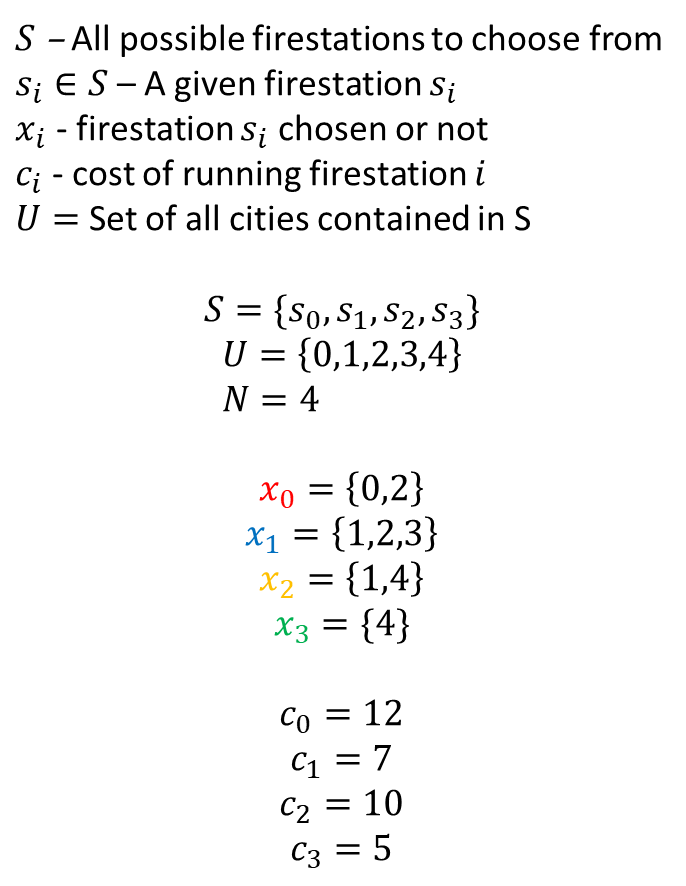 S – All possible firestations to choose from
sᵢ ∈ S – A given firestation sᵢ
xᵢ - firestation sᵢ chosen or not
cᵢ - cost of running firestation i
U = Set of all cities contained in S
S = {s₀, s₁, s₂, s₃}
U = {0,1,2,3,4}
N = 4
x₀ = {0,2}
x₁ = {1,2,3}
x₂ = {1,4}
x₃ = {4}
c₀ = 12
c₁ = 7
c₂ = 10
c₃ = 5